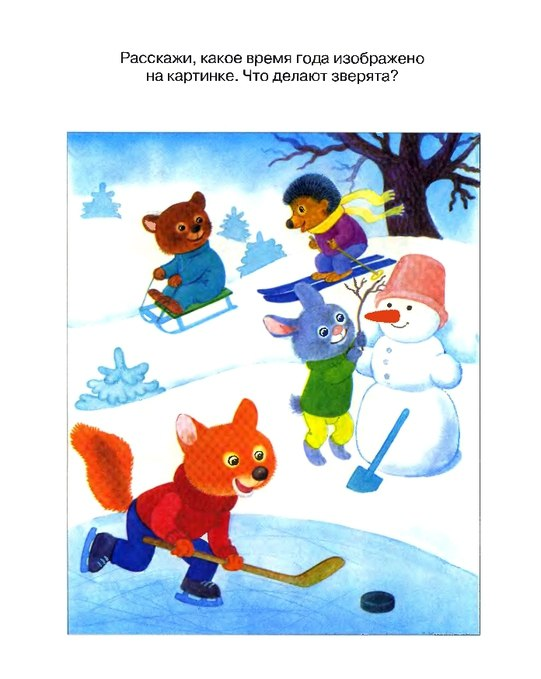 Расскажи, какое время года изображено
на картинке. Что делают зверята?